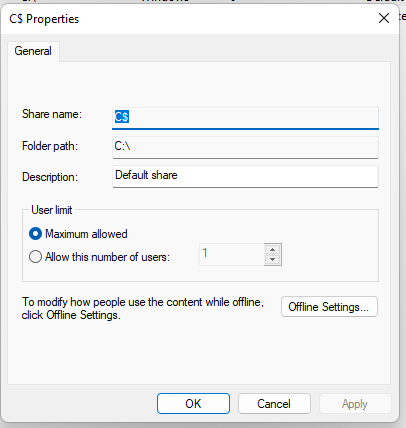 C$ Properties
General
Share name: C$
Folder path: C:\
Description: Default share
User limit
Maximum allowed
Allow this number of users: 1
To modify how people use the content while offline,
click Offline Settings.
Offline Settings...
OK Cancel Apply